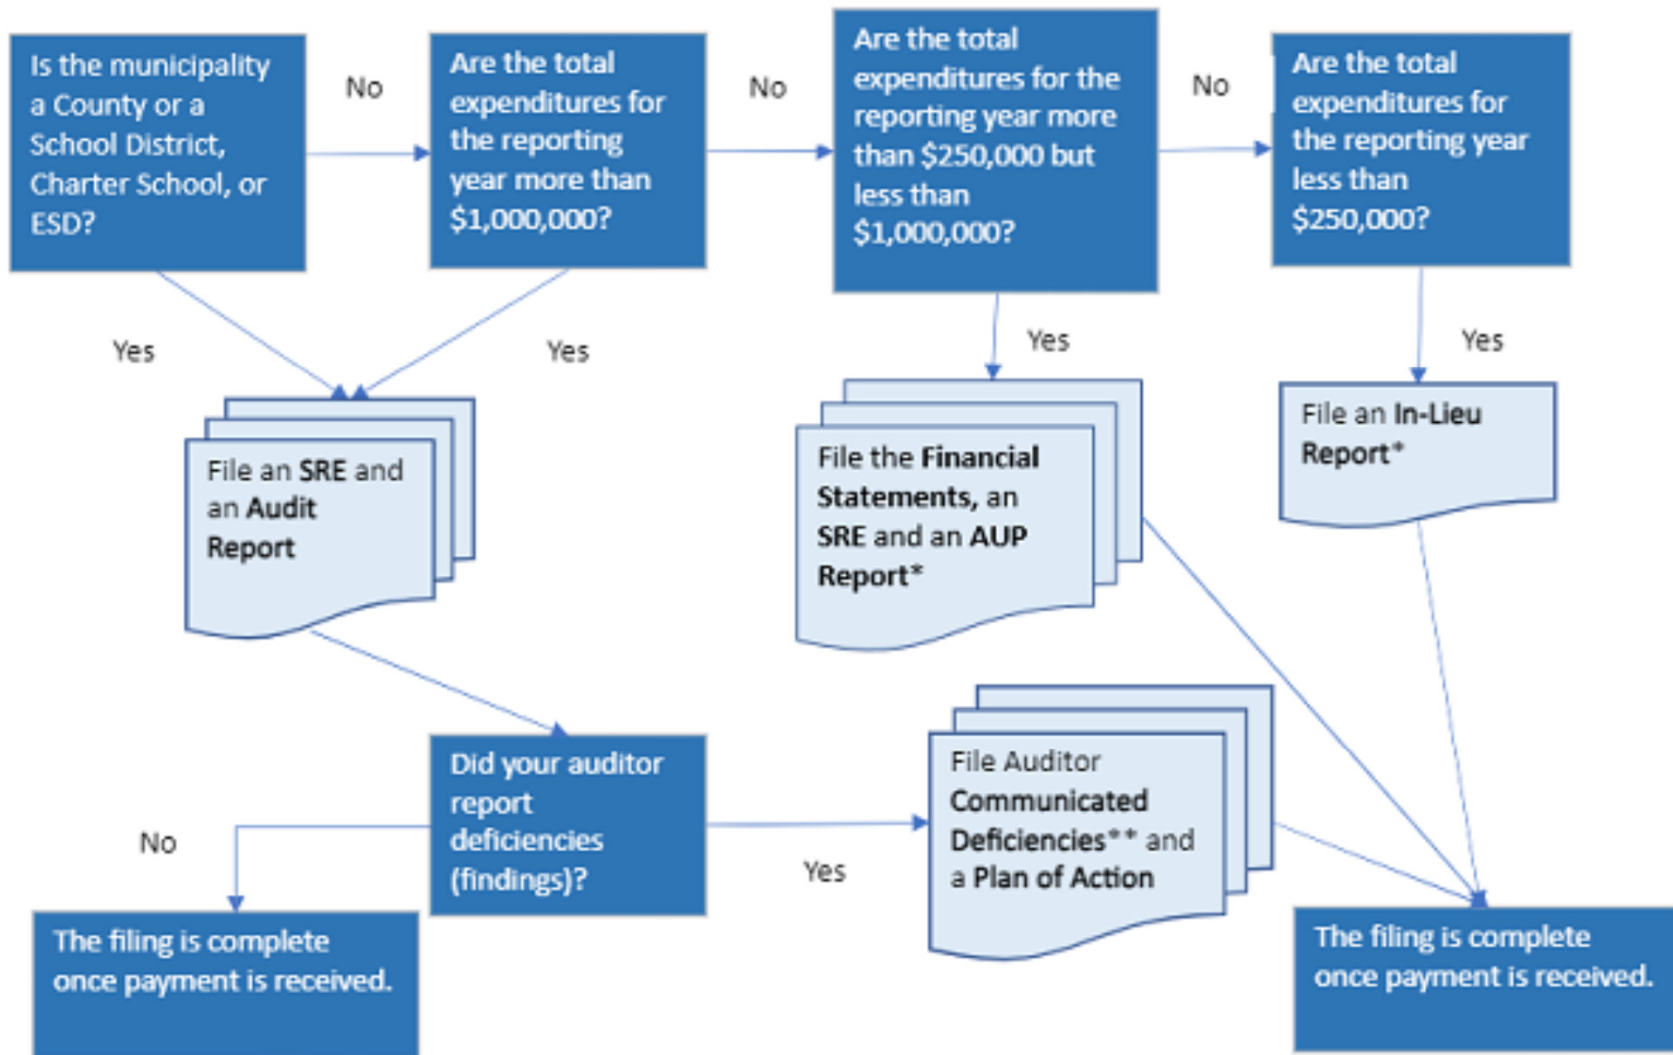 Is the municipality
a County or a
School District,
Charter School, or
ESD?
No
Are the total
expenditures for
the reporting
year more than
$1,000,000?
No
Are the total
expenditures for the
reporting year more
than $250,000 but
less than
$1,000,000?
No
Are the total
expenditures for
the reporting year
less than
$250,000?
Yes
Yes
Yes
Yes
File an SRE and
an Audit
Report
File the Financial
Statements, an
SRE and an AUP
Report*
File an In-Lieu
Report*
Did your auditor
report
deficiencies
(findings)?
No
Yes
File Auditor
Communicated
Deficiencies** and
a Plan of Action
The filing is complete
once payment is received.
The filing is complete
once payment is received.